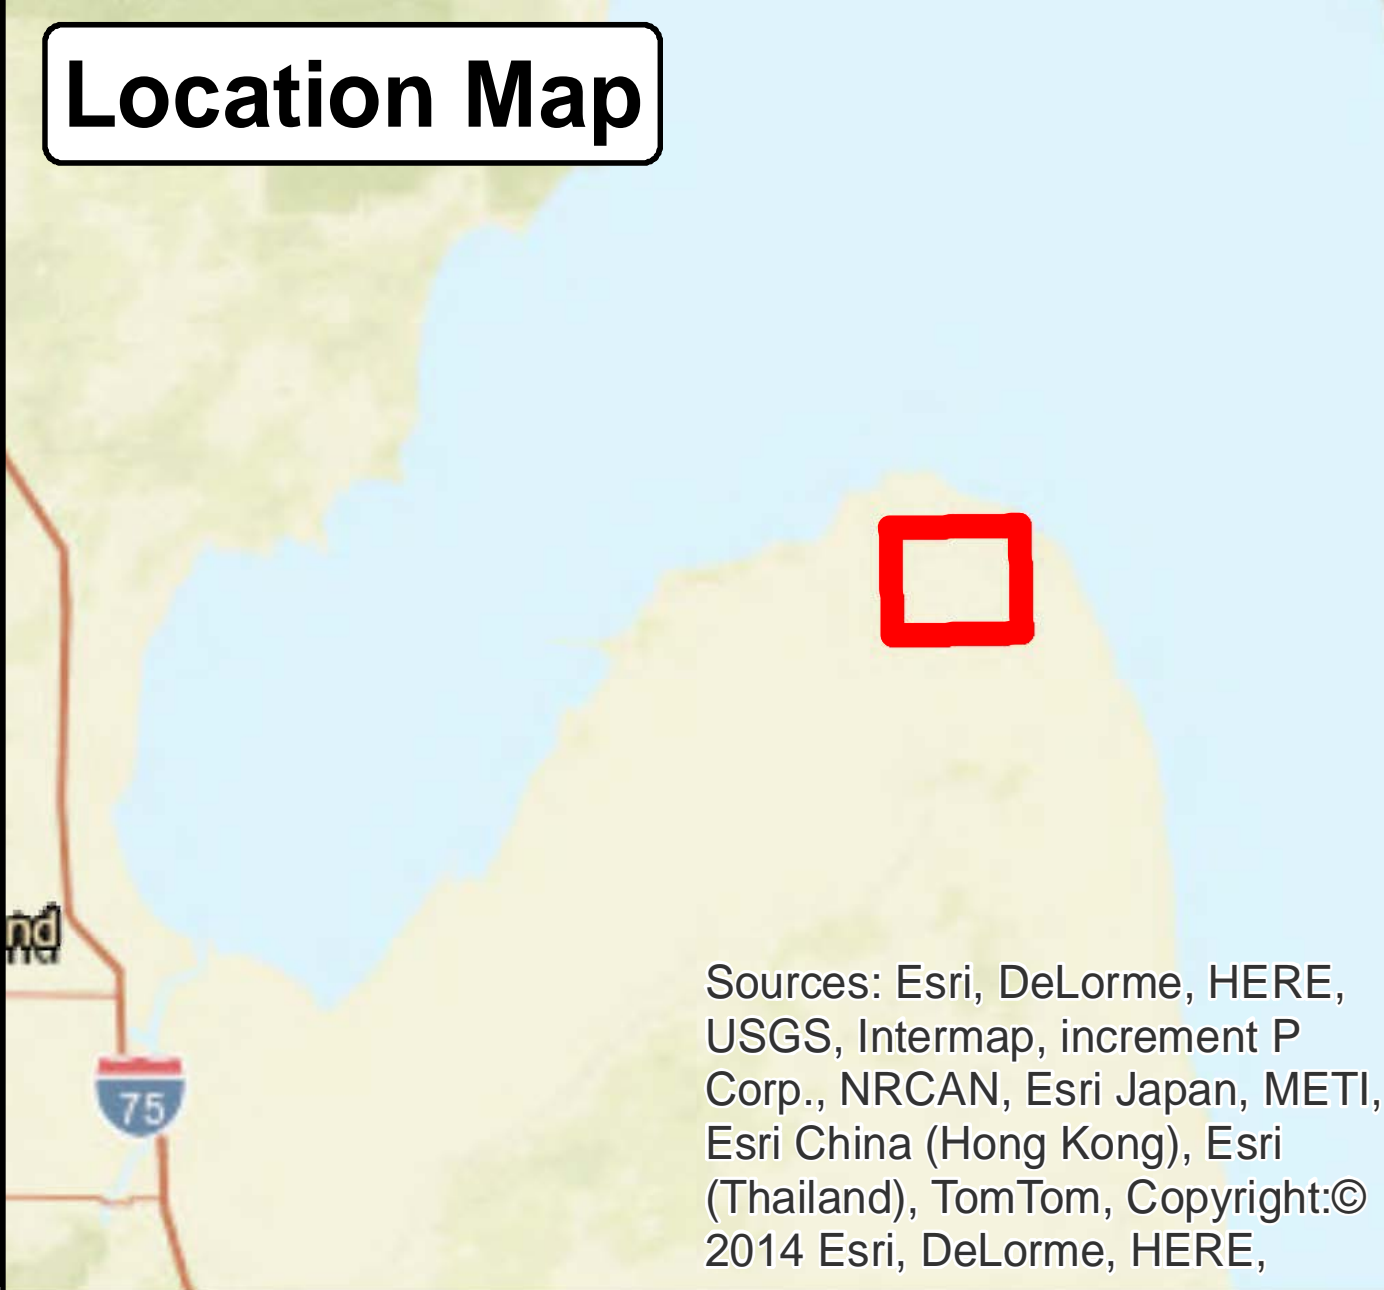 Location Map
nd
75
Sources: Esri, DeLorme, HERE,
USGS, Intermap, increment P
Corp., NRCAN, Esri Japan, METI,
Esri China (Hong Kong), Esri
(Thailand), TomTom, Copyright:©
2014 Esri, DeLorme, HERE,